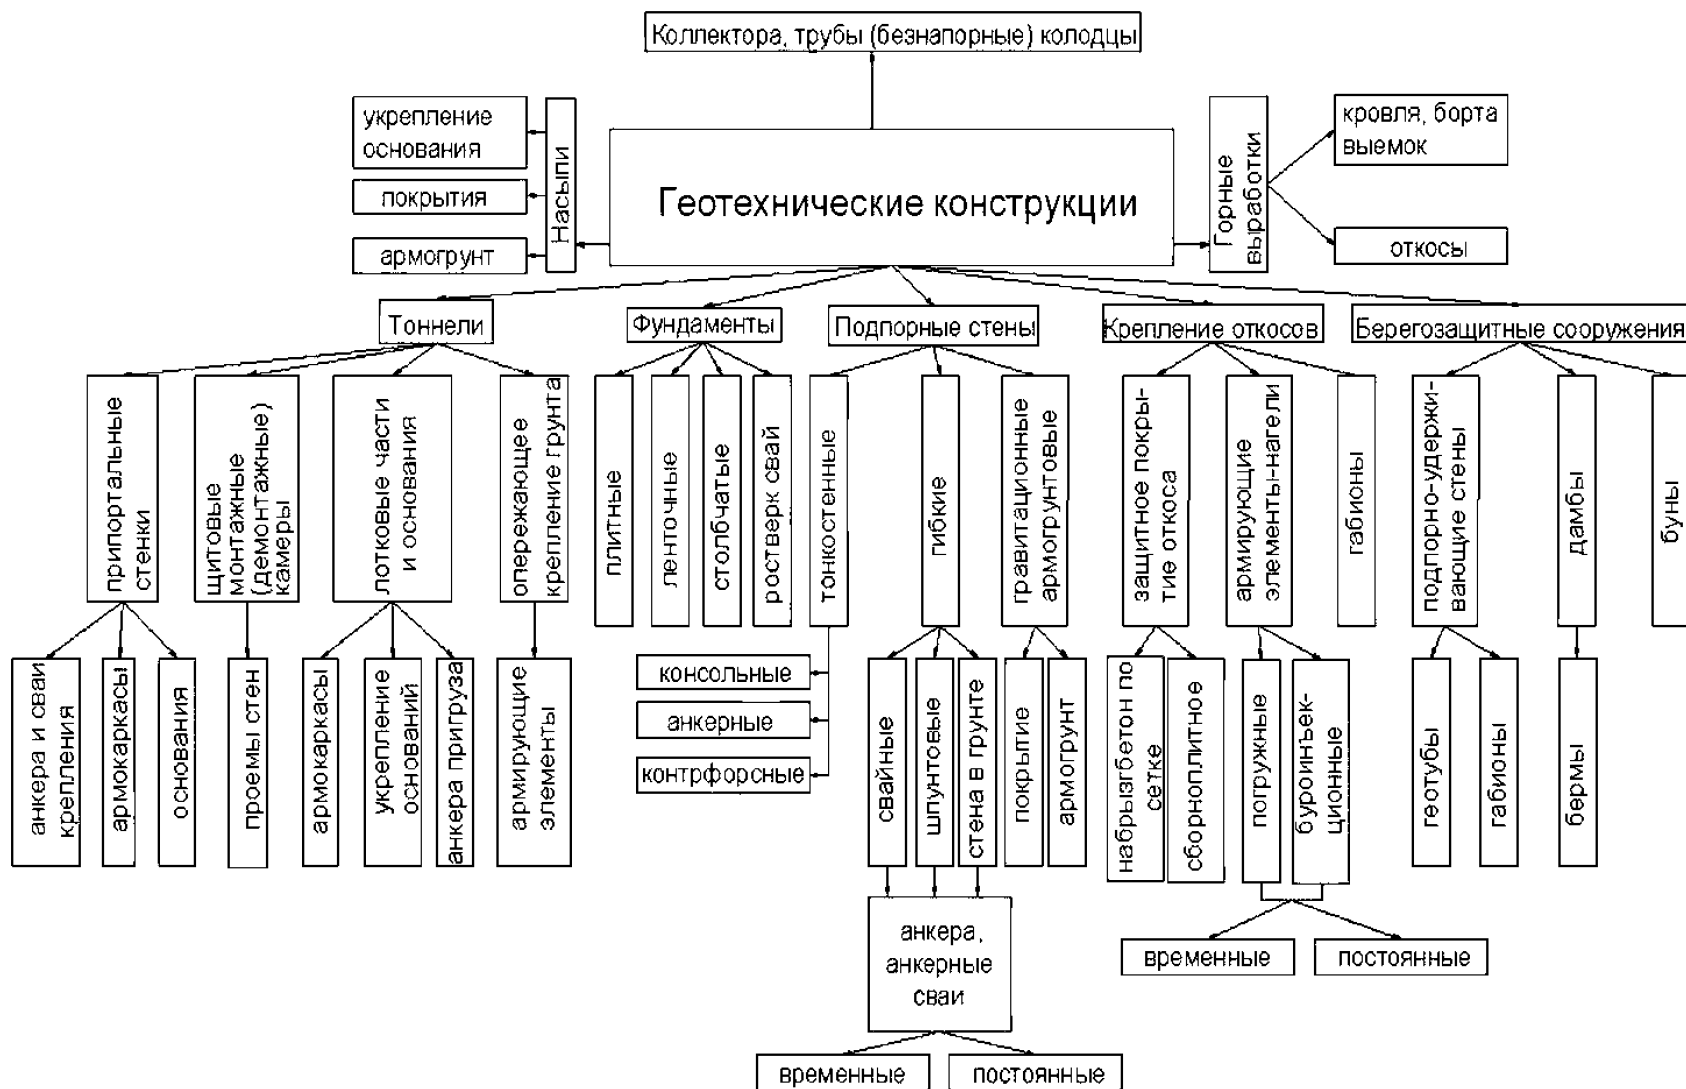 Коллектора, трубы (безнапорные) колодцы
укрепление
основания
покрытия
армогрунт
Насыпи
Геотехнические конструкции
Горные
выработки
кровля, борта
выемок
откосы
Тоннели
Фундаменты
Подпорные стены
Крепление откосов
Берегозащитные сооружения
припортальные
стенки
щитовые
монтажные
(демонтажные)
камеры
лотковые части
и основания
опережающее
крепление грунта
плитные
ленточные
столбчатые
ростверк свай
тонкостенные
гибкие
гравитационные
армогрунтовые
защитное покры-
тие откоса
армирующие
элементы-нагели
габионы
подпорно-удержи-
вающие стены
дамбы
буны
анкера и сваи
крепления
армокаркасы
основания
проемы стен
армокаркасы
укрепление
оснований
анкера пригруза
армирующие
элементы
консольные
анкерные
контрфорсные
свайные
шпунтовые
стена в грунте
покрытие
армогрунт
набрызгбетон по
сетке
сборноплитное
погружные
буроинъек-
ционные
геотубы
габионы
бермы
анкера,
анкерные
сваи
временные
постоянные
временные
постоянные